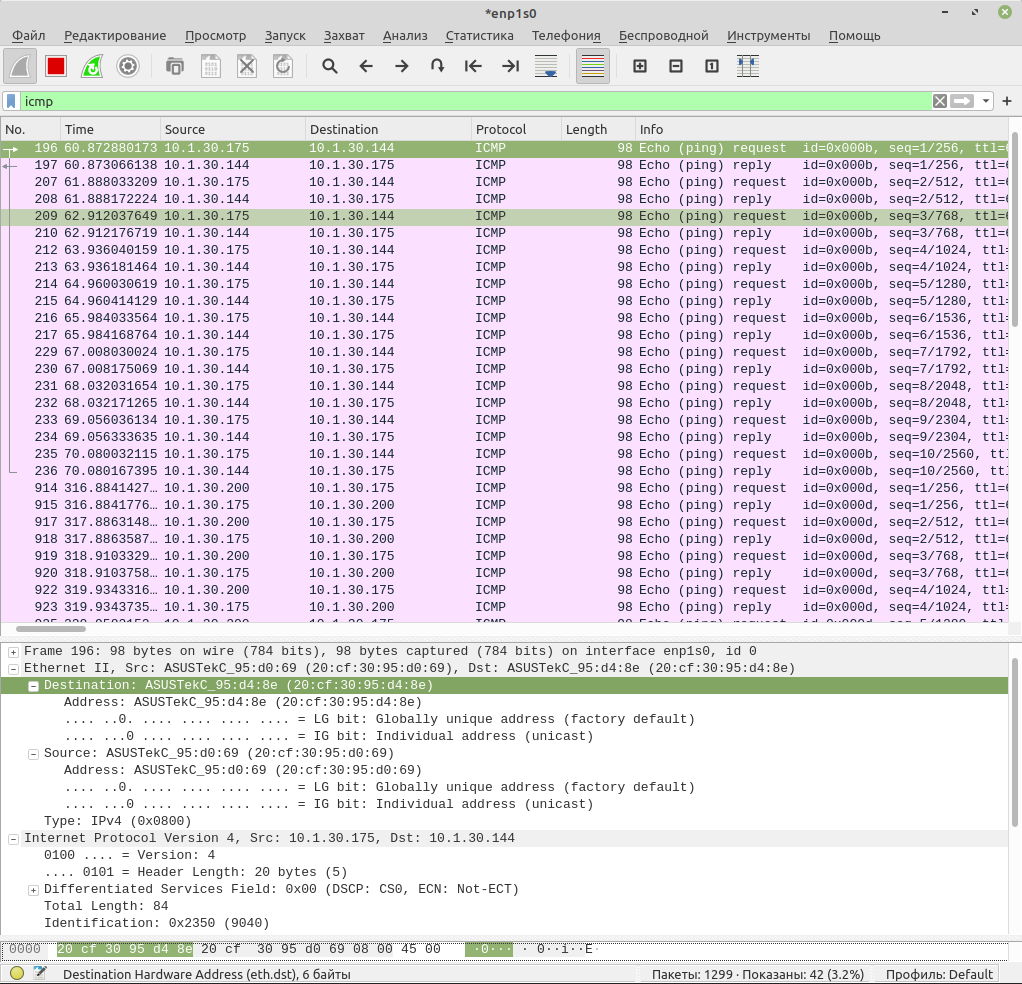 *enp1s0
Файл Редактирование Просмотр Запуск Захват Анализ Статистика Телефония Беспроводной Инструменты Помощь
icmp
No. Time Source Destination Protocol Length Info
196 60.872880173 10.1.30.175 10.1.30.144 ICMP 98 Echo (ping) request id=0x000b, seq=1/256, ttl=
197 60.873066138 10.1.30.144 10.1.30.175 ICMP 98 Echo (ping) reply id=0x000b, seq=1/256, ttl=
207 61.888033209 10.1.30.175 10.1.30.144 ICMP 98 Echo (ping) request id=0x000b, seq=2/512, ttl=
208 61.888172224 10.1.30.144 10.1.30.175 ICMP 98 Echo (ping) reply id=0x000b, seq=2/512, ttl=
209 62.912037649 10.1.30.175 10.1.30.144 ICMP 98 Echo (ping) request id=0x000b, seq=3/768, ttl=
210 62.912176719 10.1.30.144 10.1.30.175 ICMP 98 Echo (ping) reply id=0x000b, seq=3/768, ttl=
212 63.936040159 10.1.30.175 10.1.30.144 ICMP 98 Echo (ping) request id=0x000b, seq=4/1024, ttl
213 63.936181464 10.1.30.144 10.1.30.175 ICMP 98 Echo (ping) reply id=0x000b, seq=4/1024, ttl
214 64.960030619 10.1.30.175 10.1.30.144 ICMP 98 Echo (ping) request id=0x000b, seq=5/1280, ttl
215 64.960414129 10.1.30.144 10.1.30.175 ICMP 98 Echo (ping) reply id=0x000b, seq=5/1280, ttl
216 65.984033564 10.1.30.175 10.1.30.144 ICMP 98 Echo (ping) request id=0x000b, seq=6/1536, ttl
217 65.984168764 10.1.30.144 10.1.30.175 ICMP 98 Echo (ping) reply id=0x000b, seq=6/1536, ttl
229 67.008030024 10.1.30.175 10.1.30.144 ICMP 98 Echo (ping) request id=0x000b, seq=7/1792, ttl
230 67.008175069 10.1.30.144 10.1.30.175 ICMP 98 Echo (ping) reply id=0x000b, seq=7/1792, ttl
231 68.032031654 10.1.30.175 10.1.30.144 ICMP 98 Echo (ping) request id=0x000b, seq=8/2048, ttl
232 68.032171265 10.1.30.144 10.1.30.175 ICMP 98 Echo (ping) reply id=0x000b, seq=8/2048, ttl
233 69.056036134 10.1.30.175 10.1.30.144 ICMP 98 Echo (ping) request id=0x000b, seq=9/2304, ttl
234 69.056333635 10.1.30.144 10.1.30.175 ICMP 98 Echo (ping) reply id=0x000b, seq=9/2304, ttl
235 70.080032115 10.1.30.175 10.1.30.144 ICMP 98 Echo (ping) request id=0x000b, seq=10/2560, tt
236 70.080167395 10.1.30.144 10.1.30.175 ICMP 98 Echo (ping) reply id=0x000b, seq=10/2560, tt
914 316.8841427… 10.1.30.200 10.1.30.175 ICMP 98 Echo (ping) request id=0x000d, seq=1/256, ttl=
915 316.8841776… 10.1.30.175 10.1.30.200 ICMP 98 Echo (ping) reply id=0x000d, seq=1/256, ttl=
917 317.8863148… 10.1.30.200 10.1.30.175 ICMP 98 Echo (ping) request id=0x000d, seq=2/512, ttl=
918 317.8863587… 10.1.30.175 10.1.30.200 ICMP 98 Echo (ping) reply id=0x000d, seq=2/512, ttl=
919 318.9103329… 10.1.30.200 10.1.30.175 ICMP 98 Echo (ping) request id=0x000d, seq=3/768, ttl=
920 318.9103758… 10.1.30.175 10.1.30.200 ICMP 98 Echo (ping) reply id=0x000d, seq=3/768, ttl=
922 319.9343316… 10.1.30.200 10.1.30.175 ICMP 98 Echo (ping) request id=0x000d, seq=4/1024, ttl
923 319.9343735… 10.1.30.175 10.1.30.200 ICMP 98 Echo (ping) reply id=0x000d, seq=4/1024, ttl
Frame 196: 98 bytes on wire (784 bits), 98 bytes captured (784 bits) on interface enp1s0, id 0
Ethernet II, Src: ASUSTekC_95:d0:69 (20:cf:30:95:d0:69), Dst: ASUSTekC_95:d4:8e (20:cf:30:95:d4:8e)
Destination: ASUSTekC_95:d4:8e (20:cf:30:95:d4:8e)
Address: ASUSTekC_95:d4:8e (20:cf:30:95:d4:8e)
.... ..0. .... .... .... .... = LG bit: Globally unique address (factory default)
.... ...0 .... .... .... .... = IG bit: Individual address (unicast)
Source: ASUSTekC_95:d0:69 (20:cf:30:95:d0:69)
Address: ASUSTekC_95:d0:69 (20:cf:30:95:d0:69)
.... ..0. .... .... .... .... = LG bit: Globally unique address (factory default)
.... ...0 .... .... .... .... = IG bit: Individual address (unicast)
Type: IPv4 (0x0800)
Internet Protocol Version 4, Src: 10.1.30.175, Dst: 10.1.30.144
0100 .... = Version: 4
.... 0101 = Header Length: 20 bytes (5)
Differentiated Services Field: 0x00 (DSCP: CS0, ECN: Not-ECT)
Total Length: 84
Identification: 0x2350 (9040)
0000 20 cf 30 95 d4 8e 20 cf 30 95 d0 69 08 00 45 00 ·0··· · 0··i··E·
Destination Hardware Address (eth.dst), 6 байты Пакеты: 1299 · Показаны: 42 (3.2%) Профиль: Default